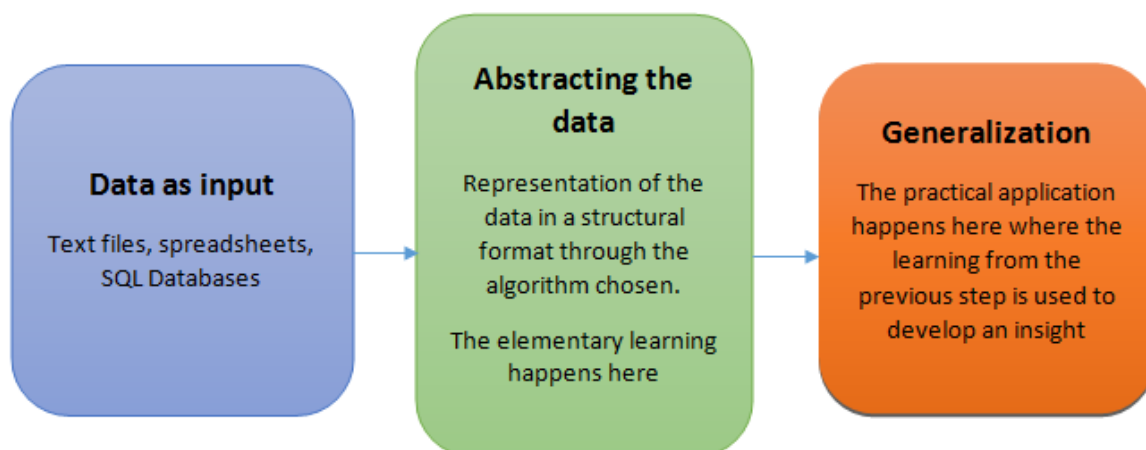 Data as input
Text files, spreadsheets,
SQL Databases
Abstracting the
data
Representation of the
data in a structural
format through the
algorithm chosen.
The elementary learning
happens here
Generalization
The practical application
happens here where the
learning from the
previous step is used to
develop an insight